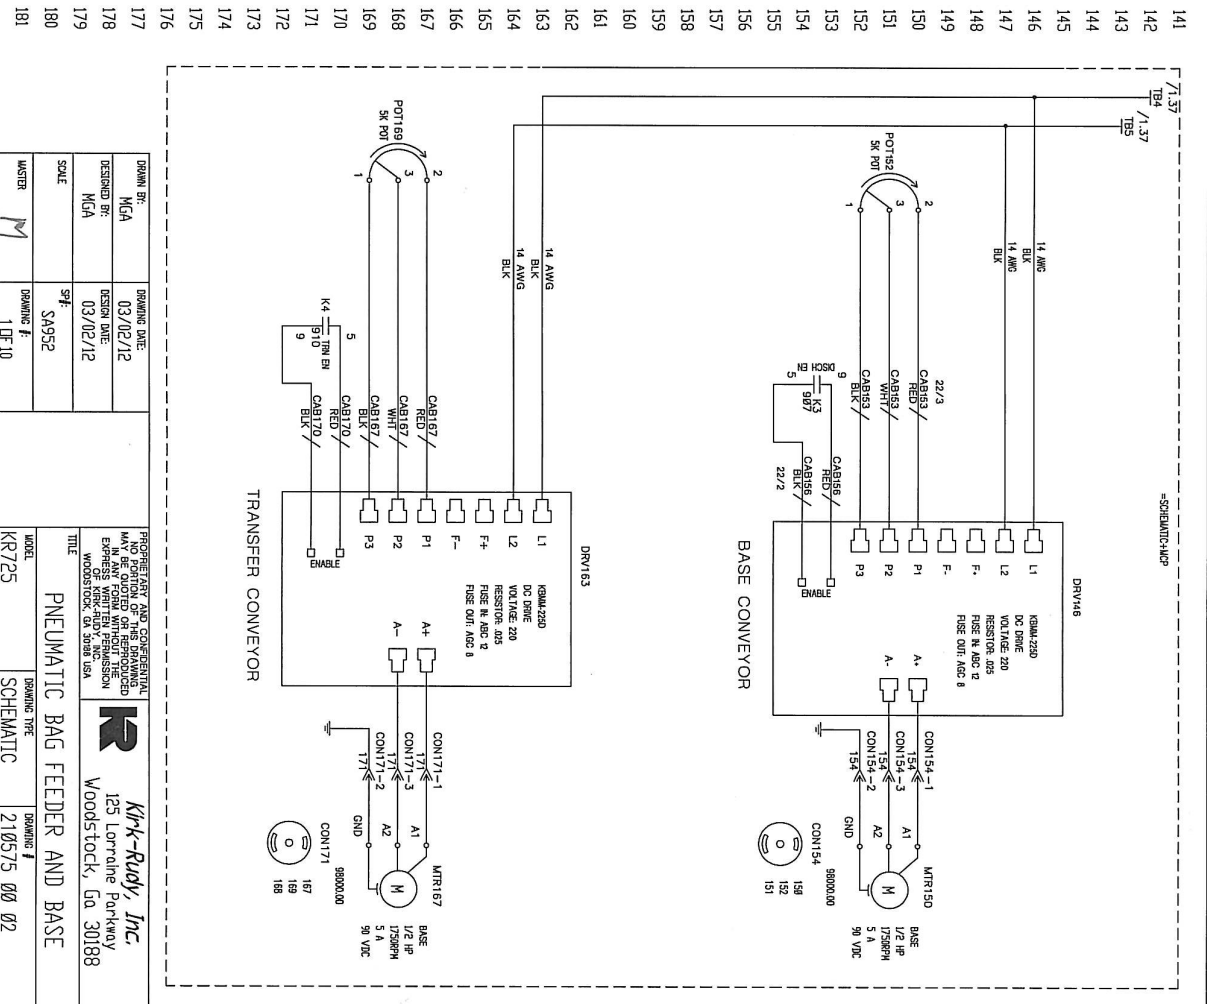 141
142
143
144
145
146
147
148
149
150
151
152
153
154
155
156
157
158
159
160
161
162
163
164
165
166
167
168
169
170
171
172
173
174
175
176
177
178
179
180
181
/1.37
TB4
/1.37
TB5
=SCHEMATIC+MCP
14 AWG
BLK
14 AWG
BLK
POT152
5K POT
2
3
1
22/3
CAB153
RED
CAB153
WHT
CAB153
BLK
9
K3
907
DISCH EN
5
CAB156
RED
CAB156
BLK
22/2
DRV146
L1
L2
F+
F-
P1
P2
P3
ENABLE
KBMM-225D
DC DRIVE
VOLTAGE: 220
RESISTOR: .025
FUSE IN: ABC 12
FUSE OUT: AGC 8
A+
A-
BASE CONVEYOR
CON154-1
154
CON154-3
154
CON154-2
154
A1
A2
GND
MTR150
M
BASE
1/2 HP
1750RPM
5 A
90 VDC
CON154
98000.00
150
152
151
14 AWG
BLK
14 AWG
BLK
POT169
5K POT
2
3
1
CAB167
RED
CAB167
WHT
CAB167
BLK
5
K4
910
TRN EN
9
CAB170
RED
CAB170
BLK
DRV163
L1
L2
F+
F-
P1
P2
P3
ENABLE
KBMM-225D
DC DRIVE
VOLTAGE: 220
RESISTOR: .025
FUSE IN: ABC 12
FUSE OUT: AGC 8
A+
A-
TRANSFER CONVEYOR
CON171-1
171
CON171-3
171
CON171-2
171
A1
A2
GND
MTR167
M
BASE
1/2 HP
1750RPM
5 A
90 VDC
CON171
98000.00
167
169
168
DRAWN BY:
MGA
DRAWING DATE:
03/02/12
DESIGNED BY:
MGA
DESIGN DATE:
03/02/12
SCALE
SP#:
SA952
MASTER
M
DRAWING #:
1 OF 10
PROPRIETARY AND CONFIDENTIAL
NO PORTION OF THIS DRAWING
MAY BE QUOTED OR REPRODUCED
IN ANY FORM WITHOUT THE
EXPRESS WRITTEN PERMISSION
OF KIRK-RUDY, INC.
WOODSTOCK, GA 30188 USA
KR
Kirk-Rudy, Inc.
125 Lorraine Parkway
Woodstock, Ga 30188
TITLE
PNEUMATIC BAG FEEDER AND BASE
MODEL
KR725
DRAWING TYPE
SCHEMATIC
DRAWING #
210575 00 02